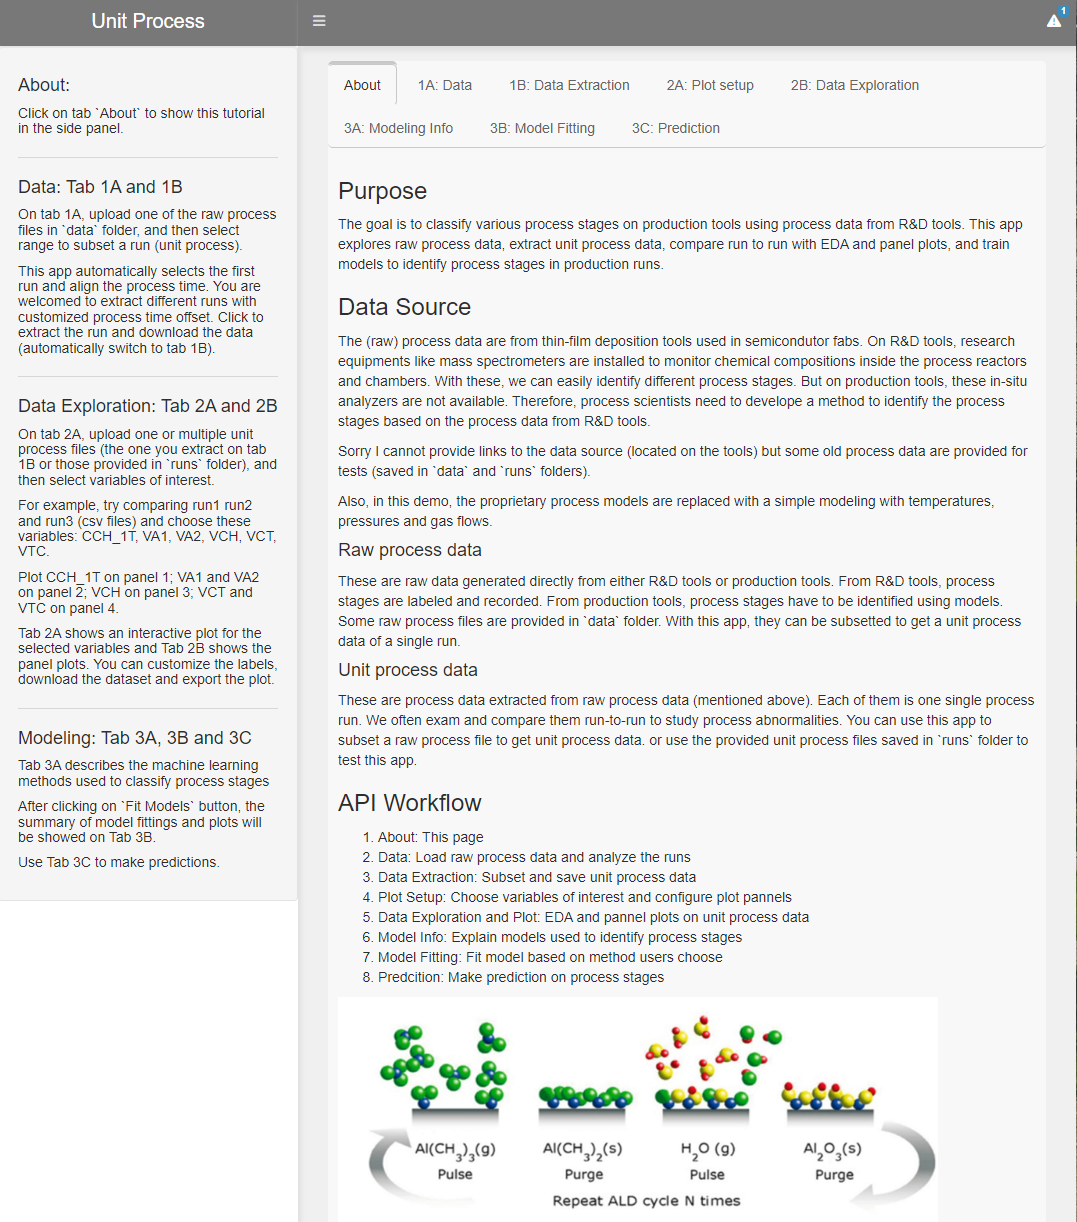 Unit Process
1
About:
Click on tab `About` to show this tutorial
in the side panel.
Data: Tab 1A and 1B
On tab 1A, upload one of the raw process
files in `data` folder, and then select
range to subset a run (unit process).
This app automatically selects the first
run and align the process time. You are
welcomed to extract different runs with
customized process time offset. Click to
extract the run and download the data
(automatically switch to tab 1B).
Data Exploration: Tab 2A and 2B
On tab 2A, upload one or multiple unit
process files (the one you extract on tab
1B or those provided in `runs` folder), and
then select variables of interest.
For example, try comparing run1 run2
and run3 (csv files) and choose these
variables: CCH_1T, VA1, VA2, VCH, VCT,
VTC.
Plot CCH_1T on panel 1; VA1 and VA2
on panel 2; VCH on panel 3; VCT and
VTC on panel 4.
Tab 2A shows an interactive plot for the
selected variables and Tab 2B shows the
panel plots. You can customize the labels,
download the dataset and export the plot.
Modeling: Tab 3A, 3B and 3C
Tab 3A describes the machine learning
methods used to classify process stages
After clicking on `Fit Models` button, the
summary of model fittings and plots will
be showed on Tab 3B.
Use Tab 3C to make predictions.
About 1A: Data 1B: Data Extraction 2A: Plot setup 2B: Data Exploration
3A: Modeling Info 3B: Model Fitting 3C: Prediction
Purpose
The goal is to classify various process stages on production tools using process data from R&D tools. This app
explores raw process data, extract unit process data, compare run to run with EDA and panel plots, and train
models to identify process stages in production runs.
Data Source
The (raw) process data are from thin-film deposition tools used in semicondutor fabs. On R&D tools, research
equipments like mass spectrometers are installed to monitor chemical compositions inside the process reactors
and chambers. With these, we can easily identify different process stages. But on production tools, these in-situ
analyzers are not available. Therefore, process scientists need to develope a method to identify the process
stages based on the process data from R&D tools.
Sorry I cannot provide links to the data source (located on the tools) but some old process data are provided for
tests (saved in `data` and `runs` folders).
Also, in this demo, the proprietary process models are replaced with a simple modeling with temperatures,
pressures and gas flows.
Raw process data
These are raw data generated directly from either R&D tools or production tools. From R&D tools, process
stages are labeled and recorded. From production tools, process stages have to be identified using models.
Some raw process files are provided in `data` folder. With this app, they can be subsetted to get a unit process
data of a single run.
Unit process data
These are process data extracted from raw process data (mentioned above). Each of them is one single process
run. We often exam and compare them run-to-run to study process abnormalities. You can use this app to
subset a raw process file to get unit process data. or use the provided unit process files saved in `runs` folder to
test this app.
API Workflow
1. About: This page
2. Data: Load raw process data and analyze the runs
3. Data Extraction: Subset and save unit process data
4. Plot Setup: Choose variables of interest and configure plot pannels
5. Data Exploration and Plot: EDA and pannel plots on unit process data
6. Model Info: Explain models used to identify process stages
7. Model Fitting: Fit model based on method users choose
8. Predcition: Make prediction on process stages
Al(CH3)3(g) Al(CH3)2(s) H2O (g) Al2O3(s)
Pulse Purge Pulse Purge
Repeat ALD cycle N times